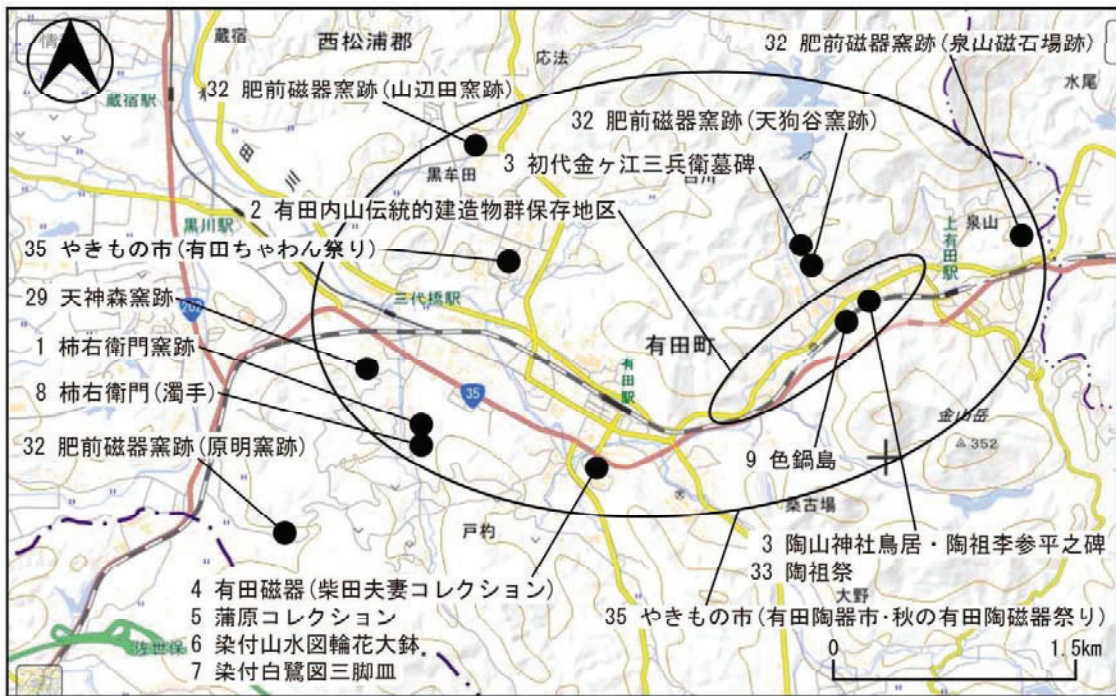 情
蔵宿
西松浦郡
応法
32 肥前磁器窯跡(泉山磁石場跡)
水尾
蔵宿駅
32 肥前磁器窯跡(山辺田窯跡)
32 肥前磁器窯跡(天狗谷窯跡)
黒牟田
3 初代金ヶ江三兵衛墓碑
白川
2 有田内山伝統的建造物群保存地区
泉山
黒川駅
上有田駅
35 やきもの市(有田ちゃわん祭り)
三代橋駅
29 天神森窯跡
202
有田町
1 柿右衛門窯跡
35
有田駅
8 柿右衛門(濁手)
金山岳
352
32 肥前磁器窯跡(原明窯跡)
9 色鍋島
桑古場
戸杓
3 陶山神社鳥居・陶祖李参平之碑
33 陶祖祭
4 有田磁器(柴田夫妻コレクション)
大野
5 蒲原コレクション
35 やきもの市(有田陶器市・秋の有田陶磁器祭り)
6 染付山水図輪花大鉢
佐世保
7 染付白鷺図三脚皿
0 1.5km